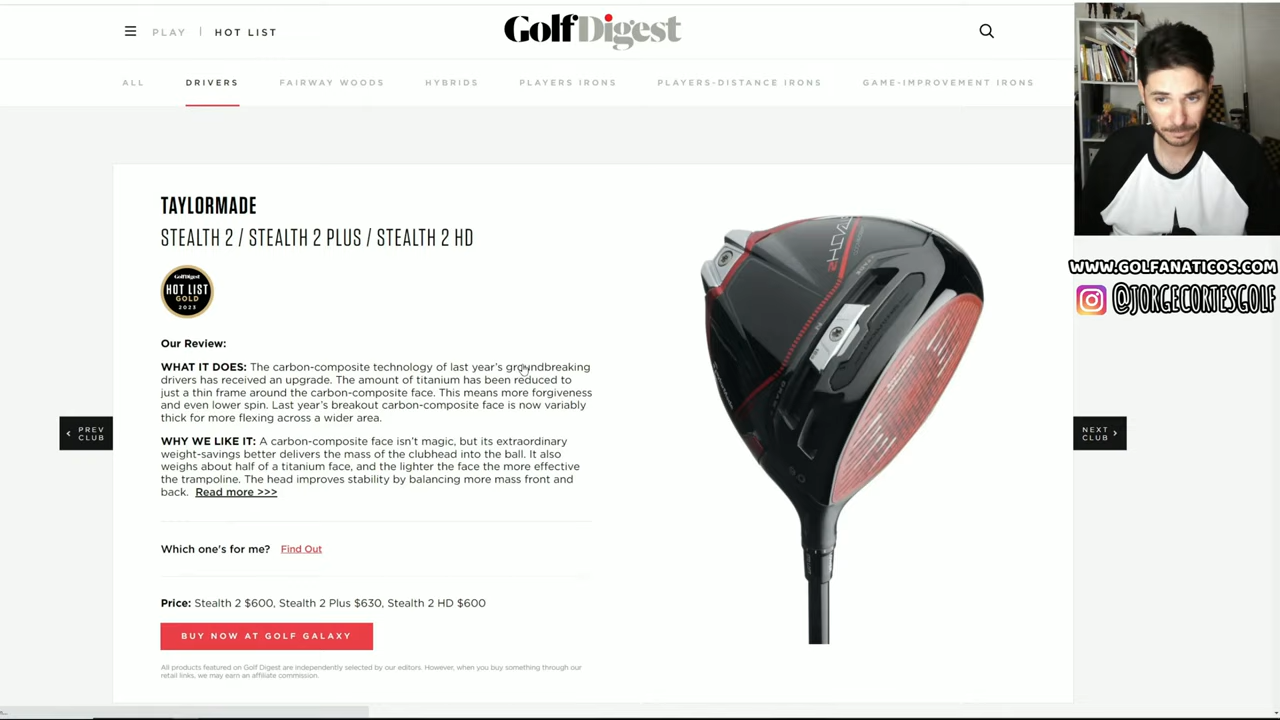 PLAY | HOT LIST
GolfDigest
ALL DRIVERS FAIRWAY WOODS HYBRIDS PLAYERS IRONS PLAYERS-DISTANCE IRONS GAME-IMPROVEMENT IRONS
TAYLORMADE
STEALTH 2 / STEALTH 2 PLUS / STEALTH 2 HD
GolfDigest
HOT LIST
GOLD
2023
Our Review:
WHAT IT DOES: The carbon-composite technology of last year's groundbreaking
drivers has received an upgrade. The amount of titanium has been reduced to
just a thin frame around the carbon-composite face. This means more forgiveness
and even lower spin. Last year's breakout carbon-composite face is now variably
thick for more flexing across a wider area.
WHY WE LIKE IT: A carbon-composite face isn't magic, but its extraordinary
weight-savings better delivers the mass of the clubhead into the ball. It also
weighs about half of a titanium face, and the lighter the face the more effective
the trampoline. The head improves stability by balancing more mass front and
back. Read more >>>
Which one's for me? Find Out
Price: Stealth 2 $600, Stealth 2 Plus $630, Stealth 2 HD $600
BUY NOW AT GOLF GALAXY
All products featured on Golf Digest are independently selected by our editors. However, when you buy something through our
retail links, we may earn an affiliate commission.
< PREV
CLUB
NEXT >
CLUB
WWW.GOLFANATICOS.COM
@JORGECORTESGOLF